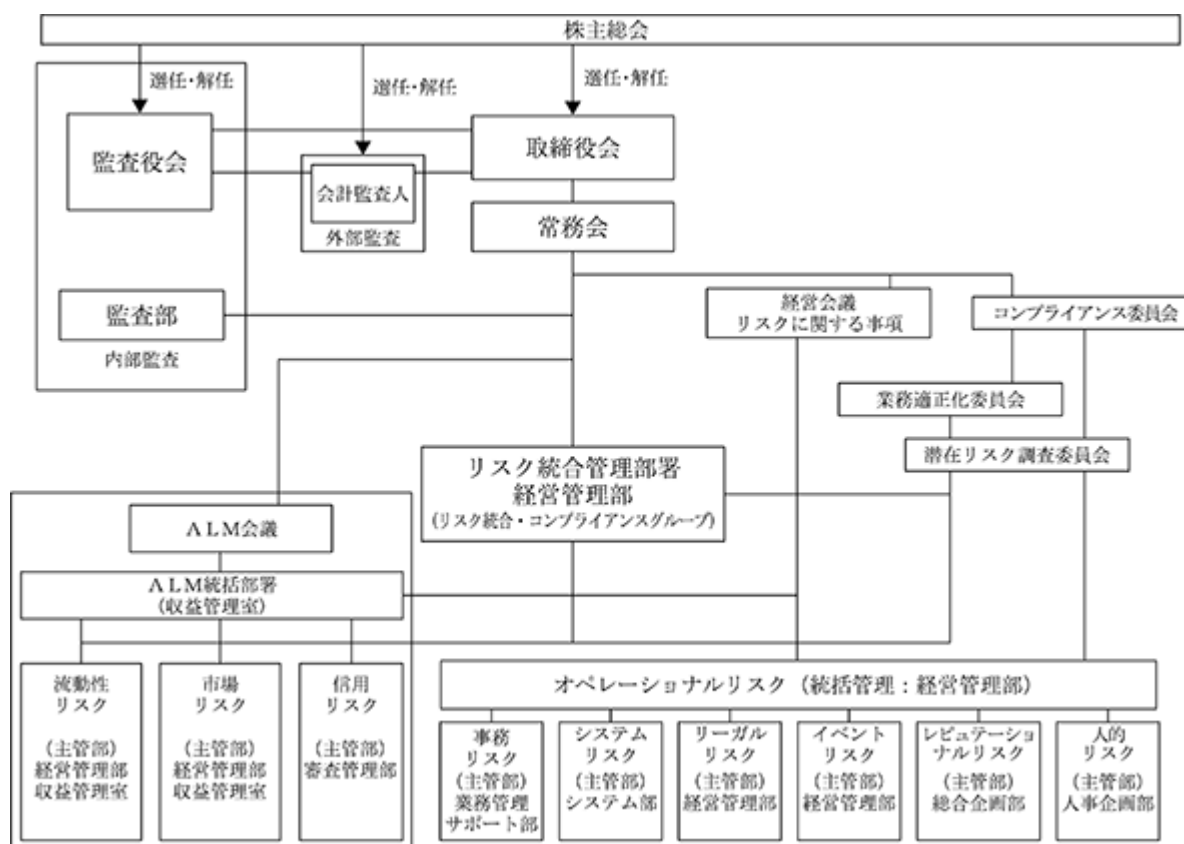 株主総会
選任・解任
選任・解任
選任・解任
監査役会
取締役会
会計監査人
外部監査
常務会
監査部
内部監査
経営会議
リスクに関する事項
コンプライアンス委員会
業務適正化委員会
潜在リスク調査委員会
リスク統合管理部署
経営管理部
(リスク統合・コンプライアンスグループ)
ALM会議
ALM統括部署
(収益管理室)
流動性
リスク
(主管部)
経営管理部
収益管理室
市場
リスク
(主管部)
経営管理部
収益管理室
信用
リスク
(主管部)
審査管理部
オペレーショナルリスク(統括管理:経営管理部)
事務
リスク
(主管部)
業務管理
サポート部
システム
リスク
(主管部)
システム部
リーガル
リスク
(主管部)
経営管理部
イベント
リスク
(主管部)
経営管理部
レピュテーショ
ナルリスク
(主管部)
総合企画部
人的
リスク
(主管部)
人事企画部